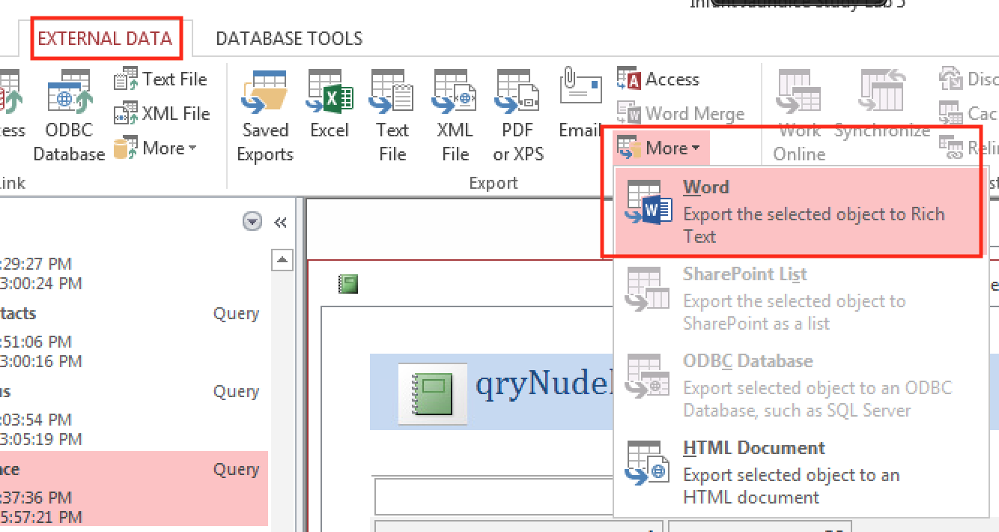 EXTERNAL DATA
DATABASE TOOLS
ODBC
Database
Text File
XML File
More
Saved
Exports
Excel
Text
File
XML
File
PDF
or XPS
Email
Access
Word Merge
More
Work
Online
Synchronize
Disc
Cac
Relin
ess
ink
Export
Word
Export the selected object to Rich
Text
SharePoint List
Export the selected object to
SharePoint as a list
ODBC Database
Export selected object to an ODBC
Database, such as SQL Server
HTML Document
Export selected object to an
HTML document
:29:27 PM
3:00:24 PM
tacts Query
:51:06 PM
3:00:16 PM
us Query
:03:54 PM
3:05:19 PM
nce Query
:37:36 PM
5:57:21 PM
qryNudel